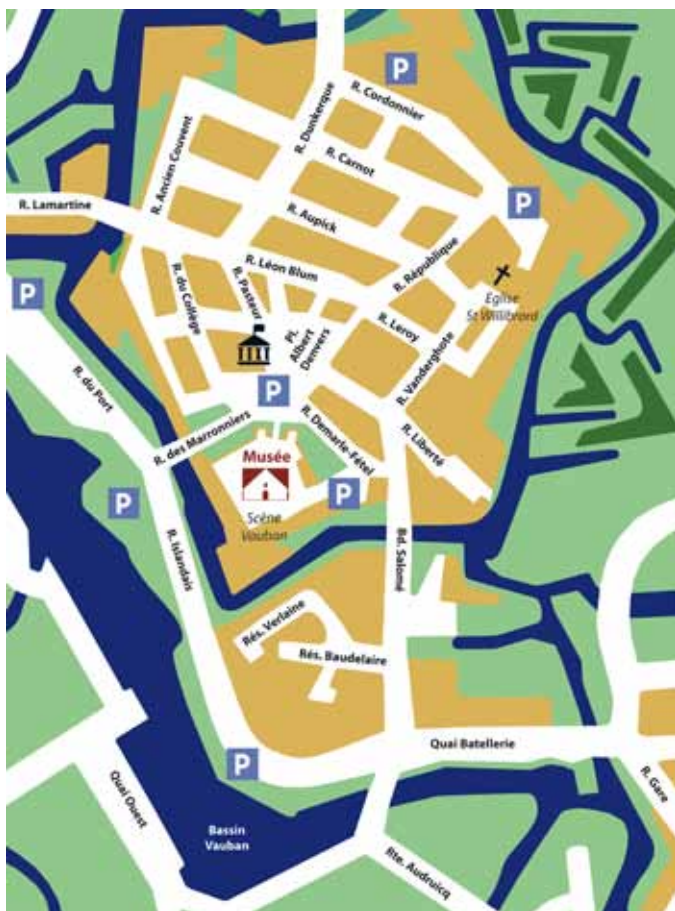 P
R. Cordonnier
R. Dunkerque
R. Ancien Couvent
R. Carnot
R. Lamartine
P
R. Aupick
R. République
R. Léon Blum
R. Pasteur
R. du Collège
Eglise
St Willibrord
P
R. Leroy
Pl.
Albert
Denvers
R. Vanderghote
R. du Port
P
R. des Marronniers
R. Demarle-Fétel
R. Liberté
Musée
P
P
Scène
Vauban
R. Islandais
Bd. Salomé
Rés. Verlaine
Rés. Baudelaire
Quai Batellerie
P
R. Gare
Quai Ouest
Bassin
Vauban
Rte. Audruicq